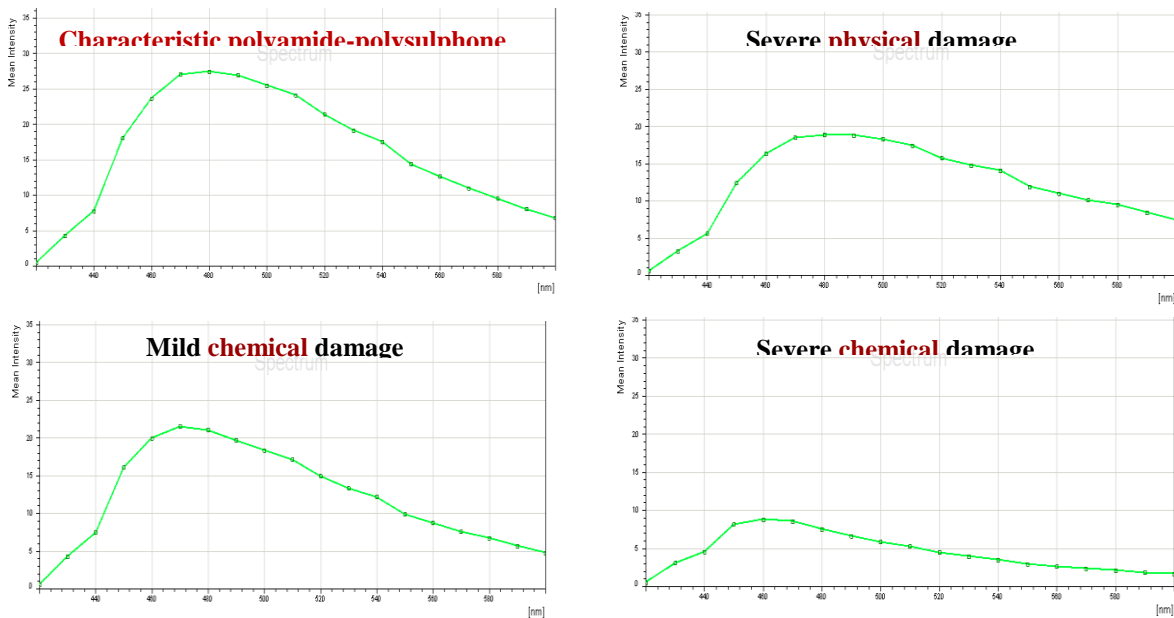 Characteristic polyamide-polysulphone
Spectrum
Mean Intensity
35
30
25
20
15
10
5
0
440 460 480 500 520 540 560 580
[nm]
Severe physical damage
Spectrum
Mean Intensity
35
30
25
20
15
10
5
0
440 460 480 500 520 540 560 580
[nm]
Mild chemical damage
Spectrum
Mean Intensity
35
30
25
20
15
10
5
0
440 460 480 500 520 540 560 580
[nm]
Severe chemical damage
Spectrum
Mean Intensity
35
30
25
20
15
10
5
0
440 460 480 500 520 540 560 580
[nm]